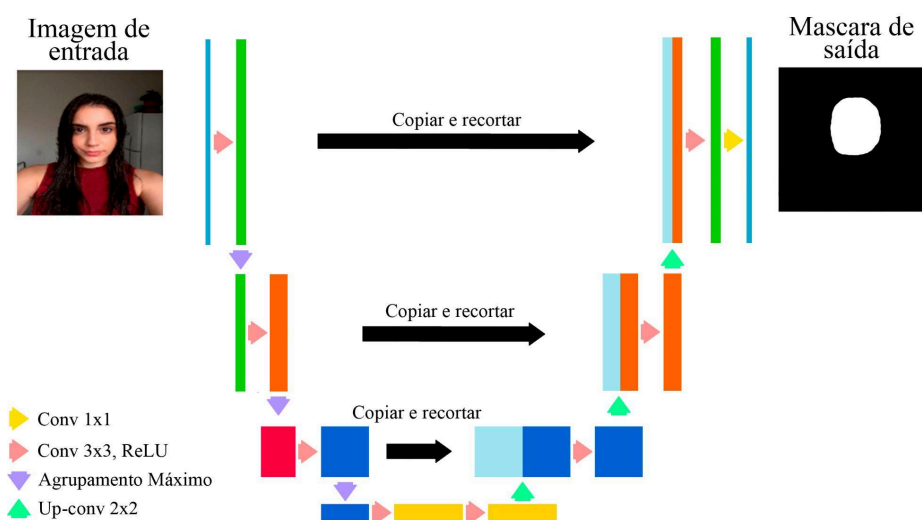 Imagem de
entrada
Mascara de
saída
Copiar e recortar
Copiar e recortar
Copiar e recortar
Conv 1x1
Conv 3x3, ReLU
Agrupamento Máximo
Up-conv 2x2